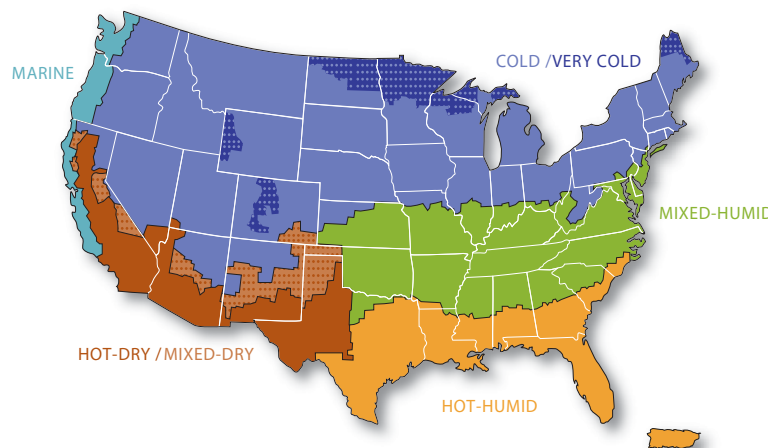 COLD /VERY COLD
MARINE
MIXED-HUMID
HOT-DRY /MIXED-DRY
HOT-HUMID